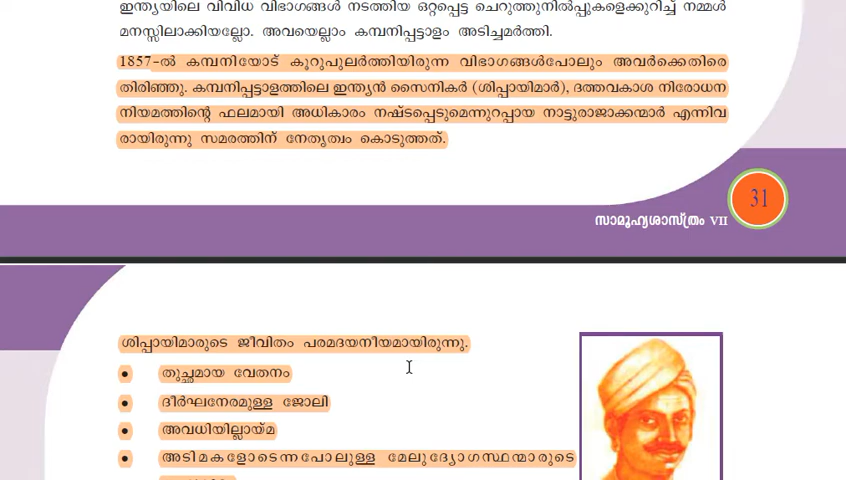 ഇന്ത്യയിലെ വിവിധ വിഭാഗങ്ങൾ നടത്തിയ ഒറ്റപ്പെട്ട ചെറുത്തുനിൽപ്പുകളെക്കുറിച്ച് നമ്മൾ
മനസ്സിലാക്കിയല്ലോ. അവയെല്ലാം കമ്പനിപ്പട്ടാളം അടിച്ചമർത്തി.
1857-ൽ കമ്പനിയോട് കൂറുപുലർത്തിയിരുന്ന വിഭാഗങ്ങൾപോലും അവർക്കെതിരെ
തിരിഞ്ഞു. കമ്പനിപ്പട്ടാളത്തിലെ ഇന്ത്യൻ സൈനികർ (ശിപ്പായിമാർ), ദത്തവകാശ നിരോധന
നിയമത്തിന്റെ ഫലമായി അധികാരം നഷ്ടപ്പെടുമെന്നുറപ്പായ നാട്ടുരാജാക്കന്മാർ എന്നിവ
രായിരുന്നു സമരത്തിന് നേതൃത്വം കൊടുത്തത്.
31
സാമൂഹ്യശാസ്ത്രം VII
ശിപ്പായിമാരുടെ ജീവിതം പരമദയനീയമായിരുന്നു.
• തുച്ഛമായ വേതനം
• ദീർഘനേരമുള്ള ജോലി
• അവധിയില്ലായ്മ
• അടിമകളോടെന്നപോലുള്ള മേലുദ്യോഗസ്ഥന്മാരുടെ